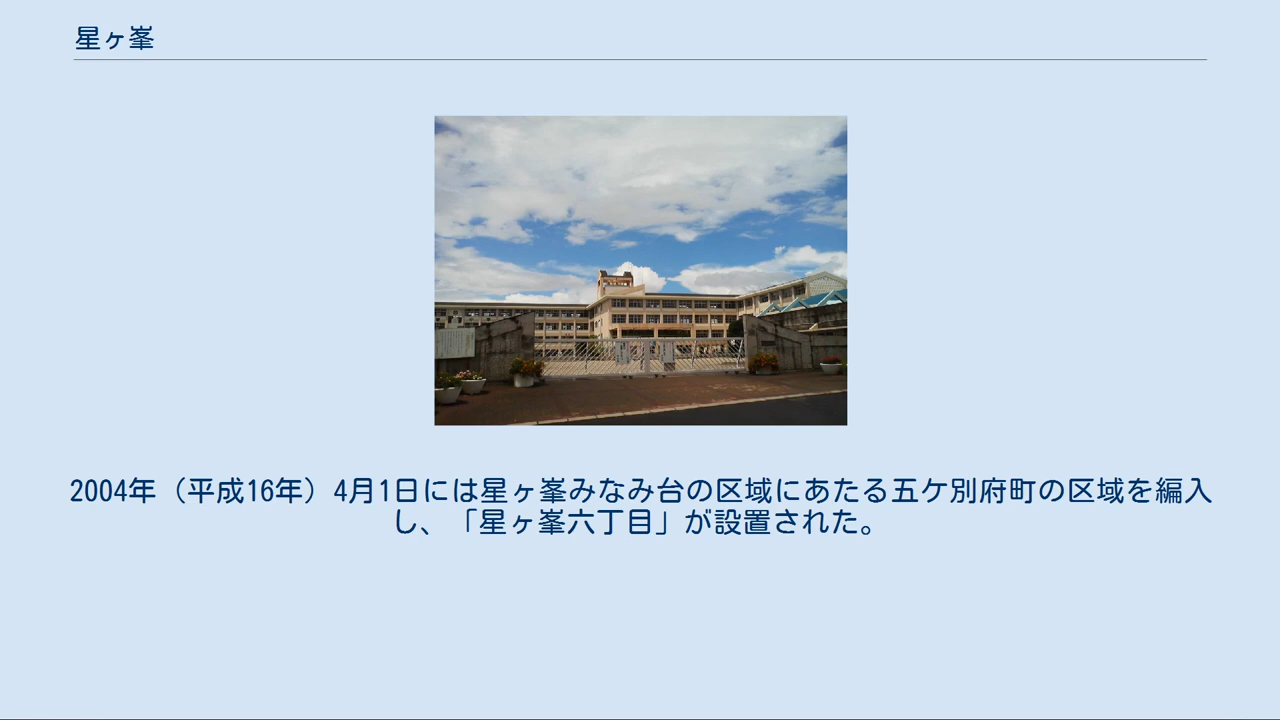 星ヶ峯
2004年（平成16年）4月1日には星ヶ峯みなみ台の区域にあたる五ケ別府町の区域を編入
し、「星ヶ峯六丁目」が設置された。